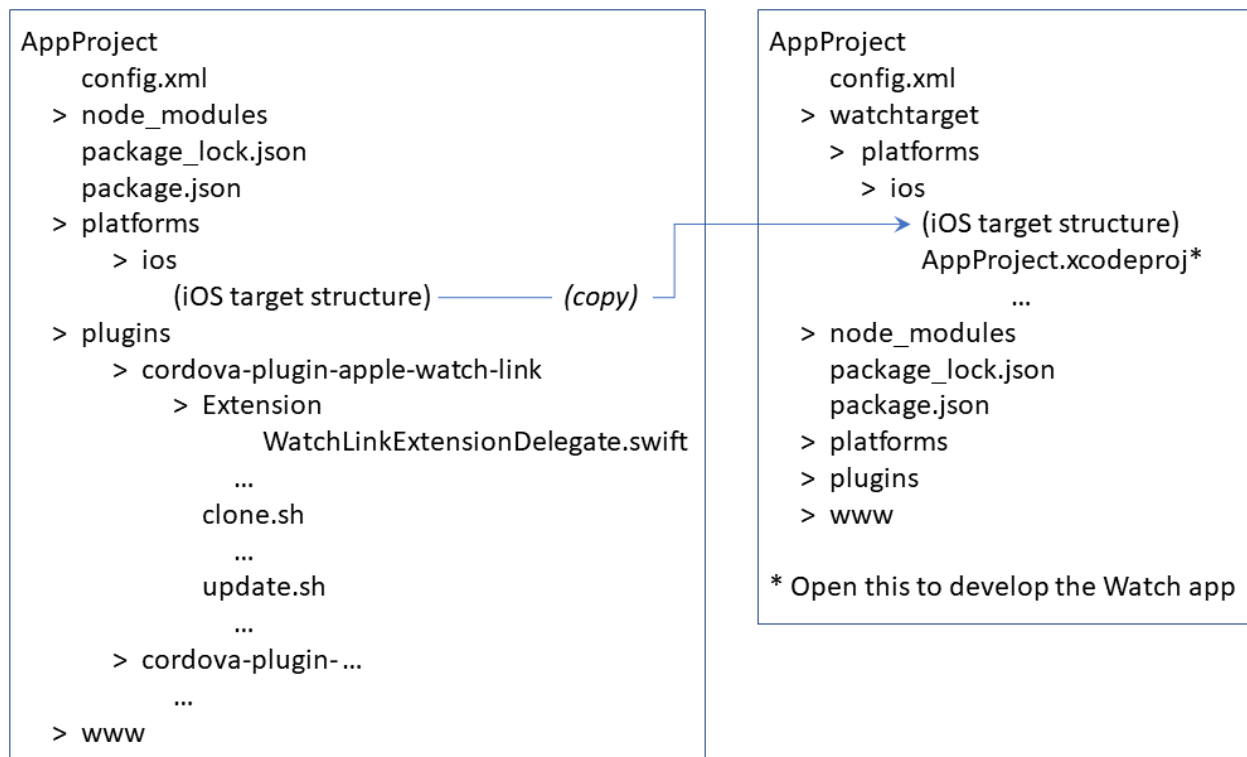 AppProject
config.xml
> node_modules
package_lock.json
package.json
> platforms
> ios
(iOS target structure)
(copy)
> plugins
> cordova-plugin-apple-watch-link
> Extension
WatchLinkExtensionDelegate.swift
...
clone.sh
...
update.sh
...
> cordova-plugin- ...
...
> www
AppProject
config.xml
> watchtarget
> platforms
> ios
(iOS target structure)
AppProject.xcodeproj*
...
> node_modules
package_lock.json
package.json
> platforms
> plugins
> www
* Open this to develop the Watch app